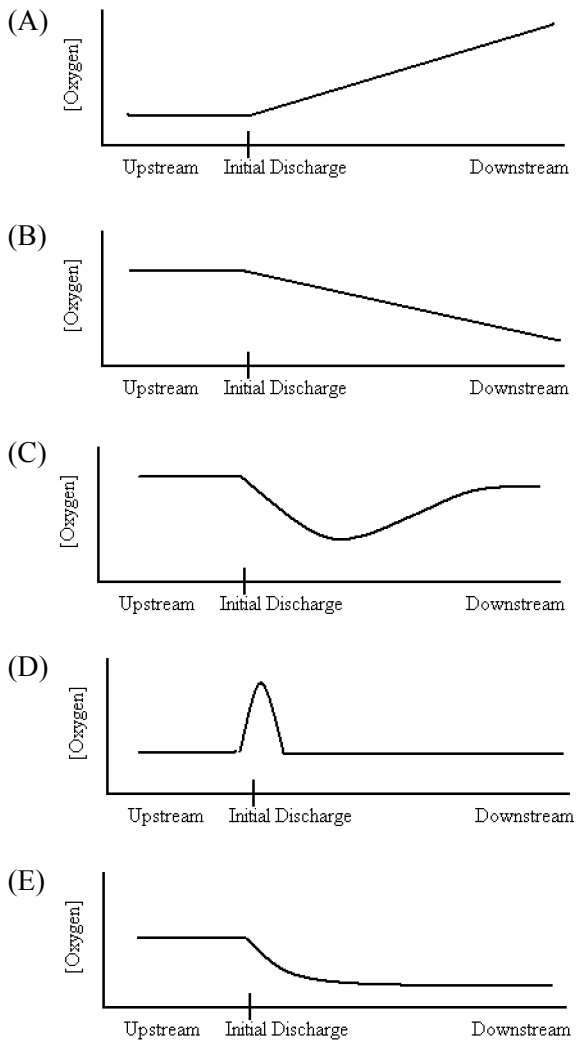 (A)
[Oxygen]
Upstream Initial Discharge Downstream
(B)
[Oxygen]
Upstream Initial Discharge Downstream
(C)
[Oxygen]
Upstream Initial Discharge Downstream
(D)
[Oxygen]
Upstream Initial Discharge Downstream
(E)
[Oxygen]
Upstream Initial Discharge Downstream